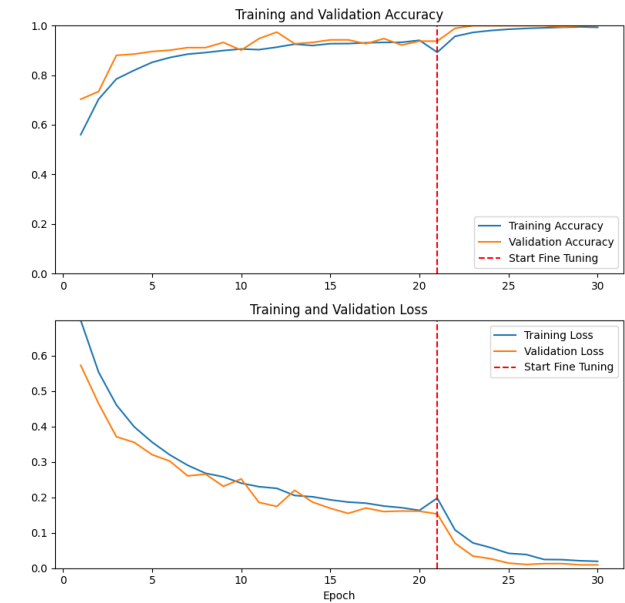 Training and Validation Accuracy
1.0
0.8
0.6
0.4
0.2
0.0
Training Accuracy
Validation Accuracy
Start Fine Tuning
0 5 10 15 20 25 30
Training and Validation Loss
0.6
0.5
0.4
0.3
0.2
0.1
0.0
Training Loss
Validation Loss
Start Fine Tuning
0 5 10 15 20 25 30
Epoch